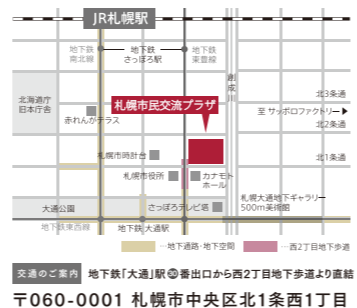 JR札幌駅
地下鉄
南北線
地下鉄
さっぽろ駅
地下鉄
東豊線
創成川
北3条通
至 サッポロファクトリー▶
北2条通
北海道庁
旧本庁舎
赤れんがテラス
札幌市民交流プラザ
札幌市時計台
北1条通
札幌市役所
カナモト
ホール
大通公園
さっぽろテレビ塔
札幌大通地下ギャラリー
500m美術館
地下鉄東西線
地下鉄 大通駅
…地下通路・地下空間
…西2丁目地下歩道
交通のご案内 地下鉄「大通」駅㉚番出口から西2丁目地下歩道より直結
〒060-0001 札幌市中央区北1条西1丁目